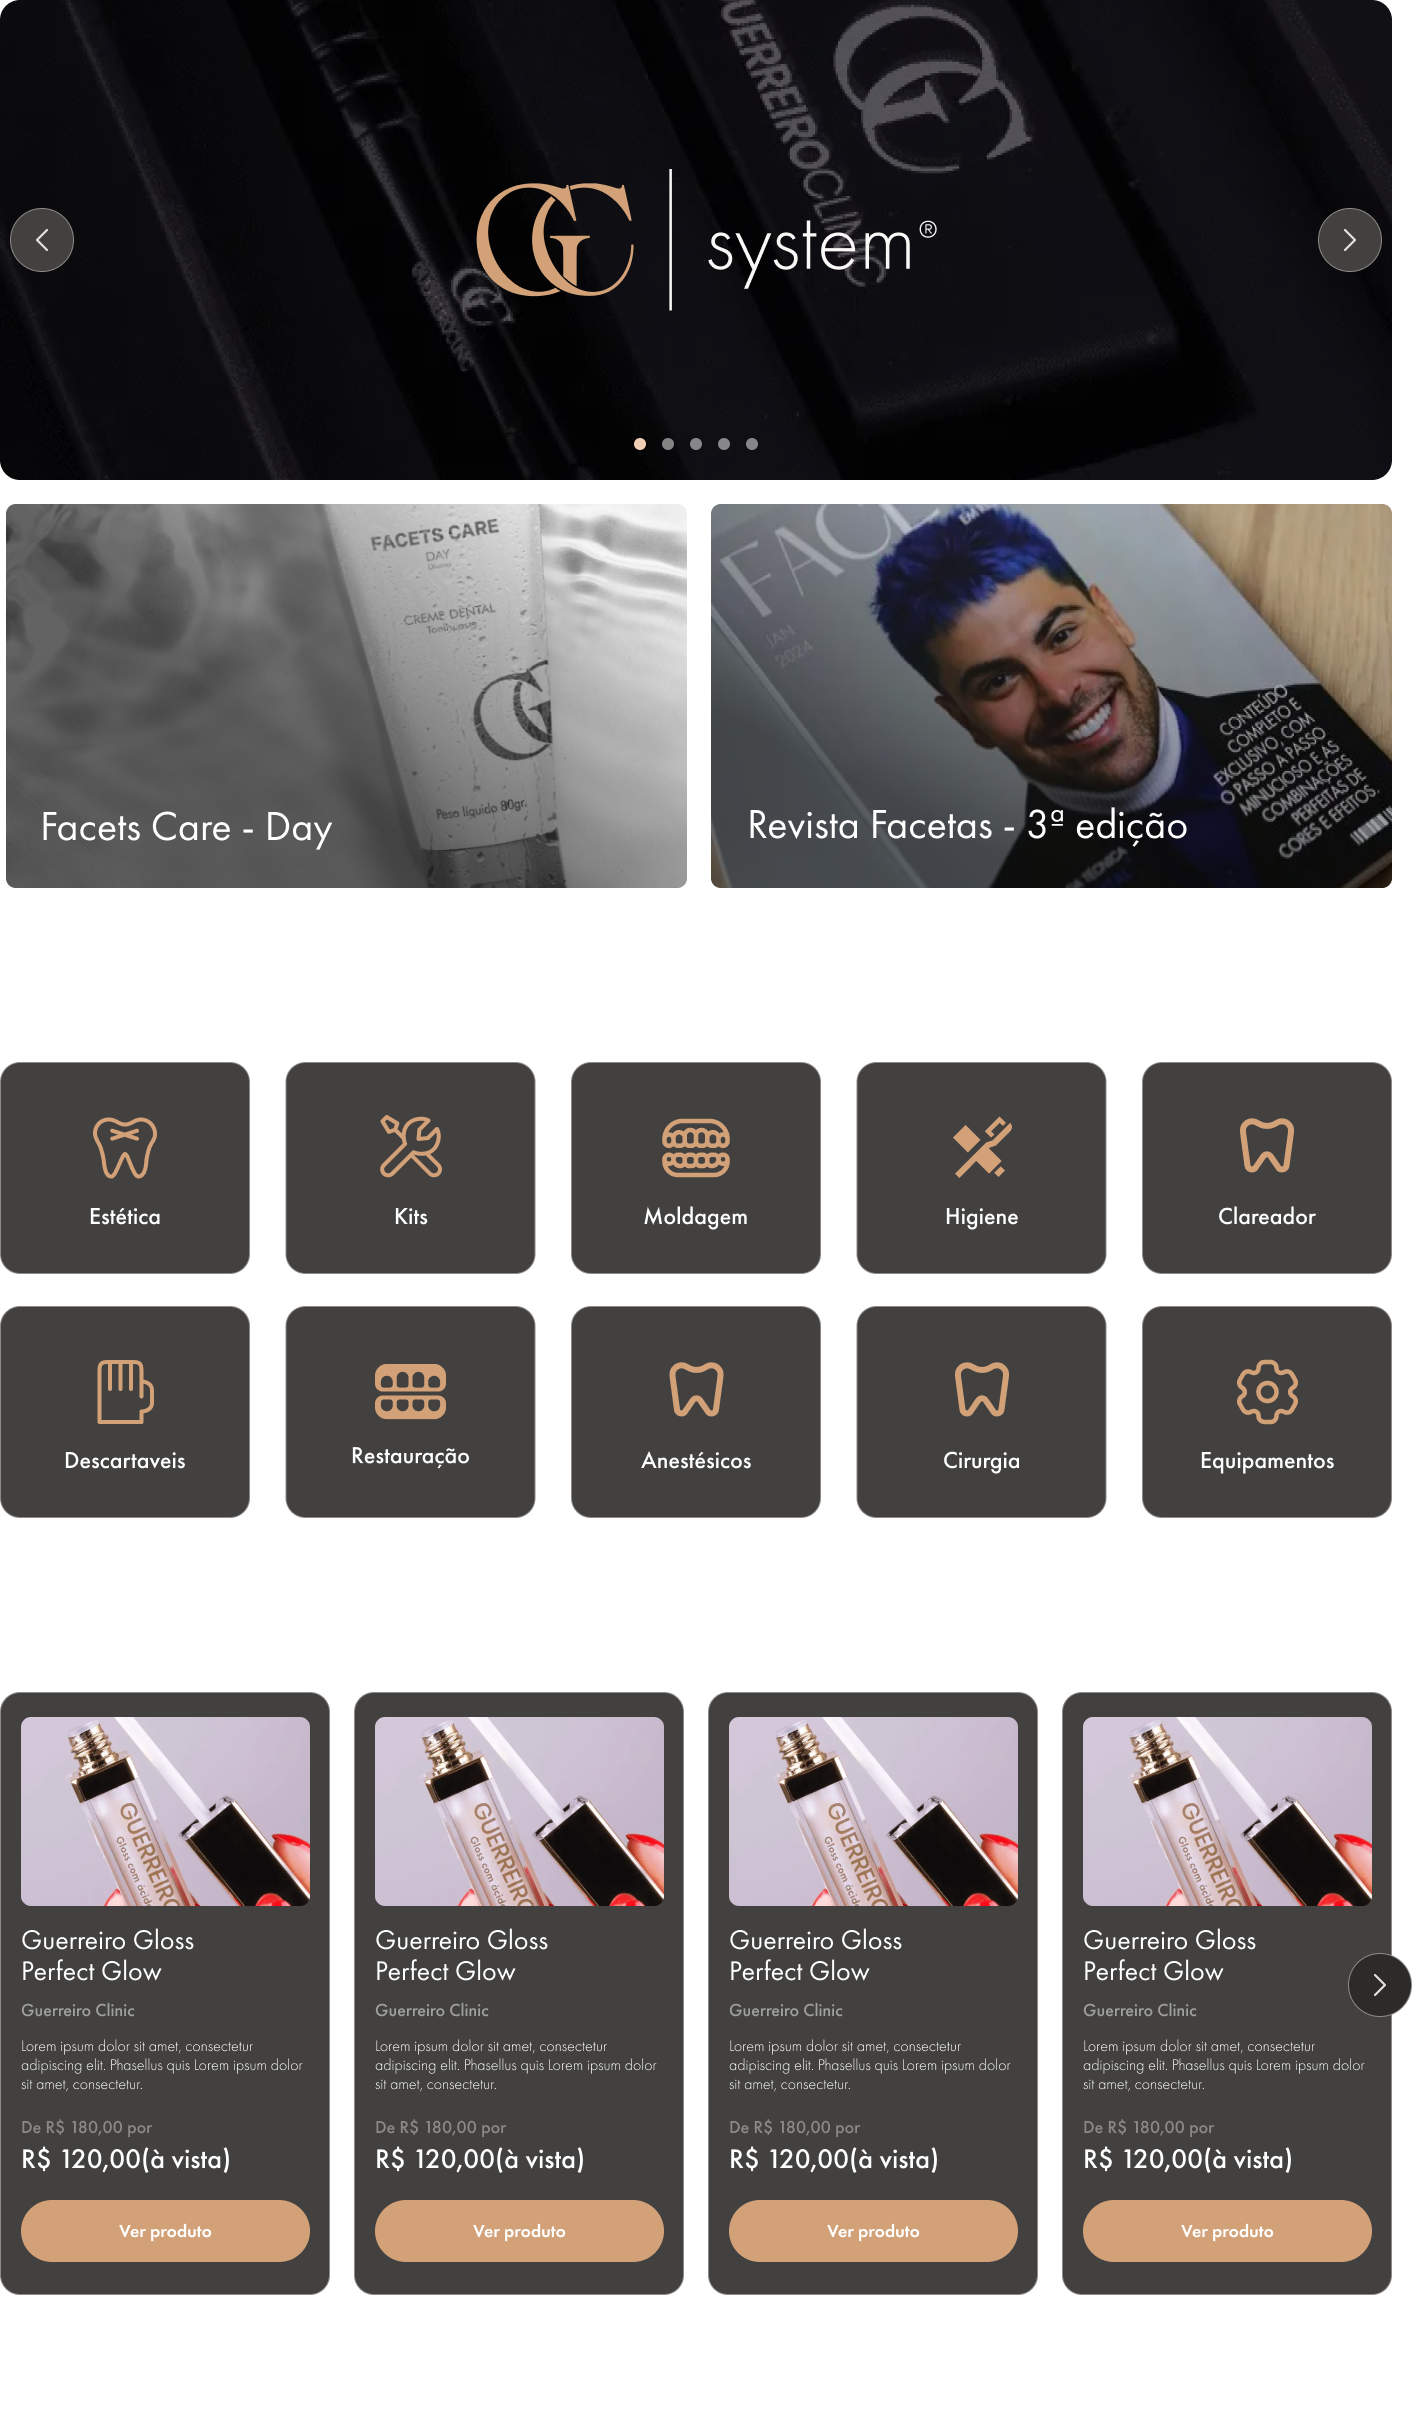 GUERREIROCLINIC
GC
GC | system®
GC
FACETS CARE
DAY
CREME DENTAL
Toothpaste
GC
Peso líquido 80gr.
Facets Care - Day
FACE
JAN
2024
CONTEÚDO
COMPLETO E
EXCLUSIVO, COM
O PASSO A PASSO
MINUCIOSO E AS
COMBINAÇÕES
PERFEITAS DE
CORES E EFEITOS.
TÉCNICA
Revista Facetas - 3ª edição
Estética
Kits
Moldagem
Higiene
Clareador
Descartaveis
Restauração
Anestésicos
Cirurgia
Equipamentos
GUERREIRO
Gloss com ácido
Guerreiro Gloss
Perfect Glow
Guerreiro Clinic
Lorem ipsum dolor sit amet, consectetur
adipiscing elit. Phasellus quis Lorem ipsum dolor
sit amet, consectetur.
De R$ 180,00 por
R$ 120,00(à vista)
Ver produto
GUERREIRO
Gloss com ácido
Guerreiro Gloss
Perfect Glow
Guerreiro Clinic
Lorem ipsum dolor sit amet, consectetur
adipiscing elit. Phasellus quis Lorem ipsum dolor
sit amet, consectetur.
De R$ 180,00 por
R$ 120,00(à vista)
Ver produto
GUERREIRO
Gloss com ácido
Guerreiro Gloss
Perfect Glow
Guerreiro Clinic
Lorem ipsum dolor sit amet, consectetur
adipiscing elit. Phasellus quis Lorem ipsum dolor
sit amet, consectetur.
De R$ 180,00 por
R$ 120,00(à vista)
Ver produto
GUERREIRO
Gloss com ácido
Guerreiro Gloss
Perfect Glow
Guerreiro Clinic
Lorem ipsum dolor sit amet, consectetur
adipiscing elit. Phasellus quis Lorem ipsum dolor
sit amet, consectetur.
De R$ 180,00 por
R$ 120,00(à vista)
Ver produto